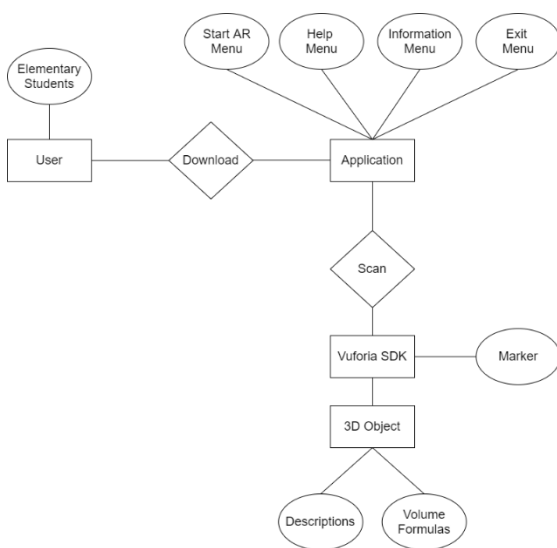 Start AR
Menu
Help
Menu
Information
Menu
Exit
Menu
Elementary
Students
User
Download
Application
Scan
Vuforia SDK
Marker
3D Object
Descriptions
Volume
Formulas